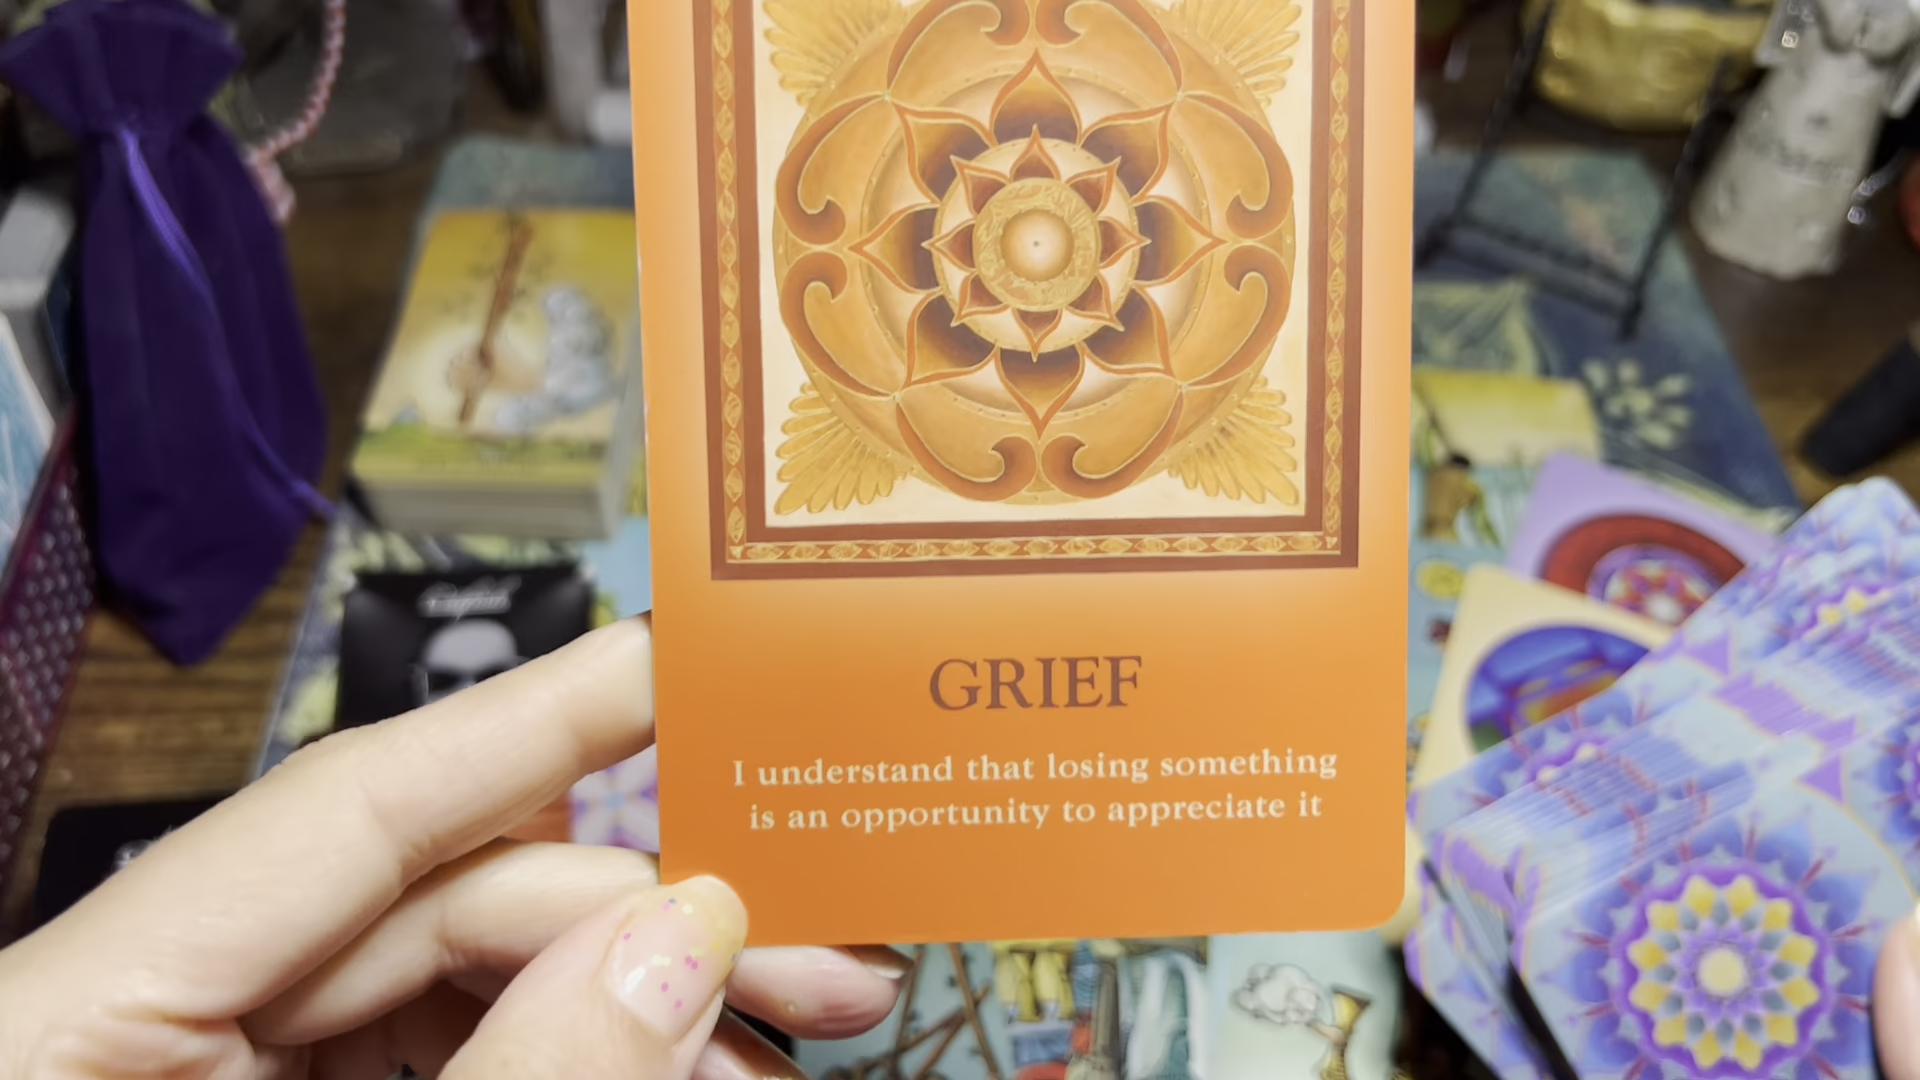 GRIEF
I understand that losing something
is an opportunity to appreciate it